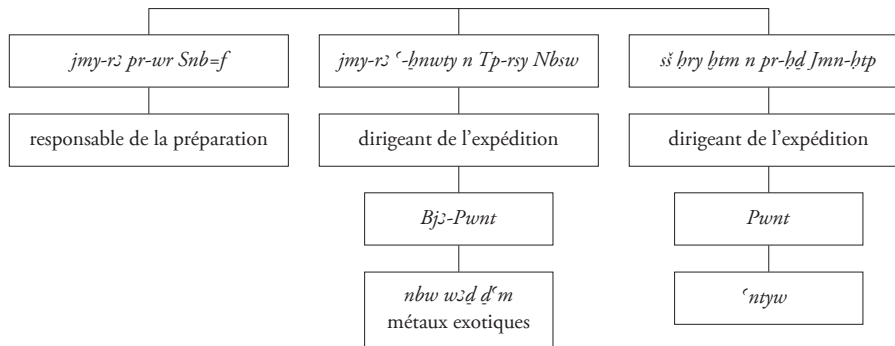 jmy-rꜣ pr-wr Snb=f
jmy-rꜣ ꜥ-ẖnwty n Tp-rsy Nbsw
sš ḥry ḫtm n pr-ḥḏ Jmn-ḥtp
responsable de la préparation
dirigeant de l’expédition
dirigeant de l’expédition
Bjꜣ-Pwnt
Pwnt
nbw wꜣḏ ḏꜥm
métaux exotiques
ꜥntyw